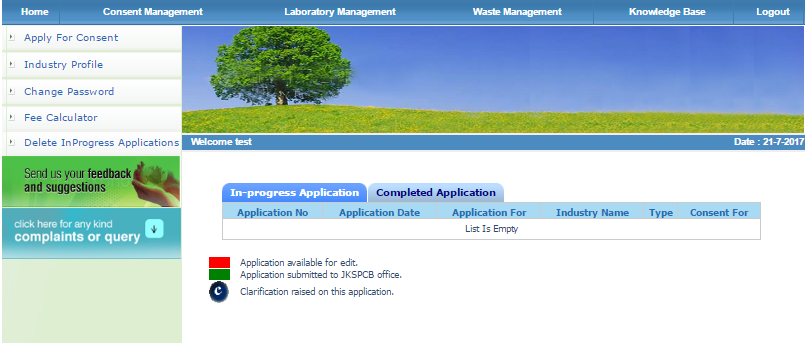 Home Consent Management Laboratory Management Waste Management Knowledge Base Logout
Apply For Consent
Industry Profile
Change Password
Fee Calculator
Delete InProgress Applications
Welcome test Date : 21-7-2017
Send us your feedback
and suggestions
click here for any kind
complaints or query
In-progress Application Completed Application
Application No Application Date Application For Industry Name Type Consent For
List Is Empty
Application available for edit.
Application submitted to JKSPCB office.
C Clarification raised on this application.